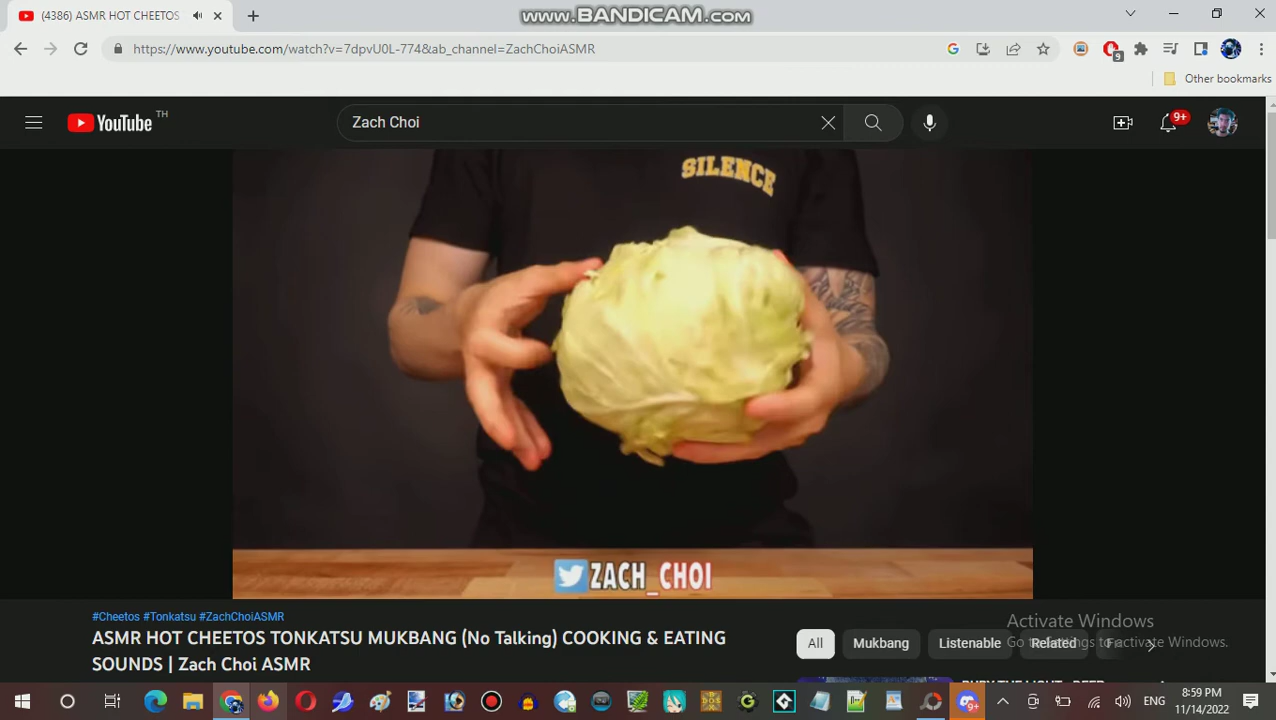 www.BANDICAM.com
(4386) ASMR HOT CHEETOS
https://www.youtube.com/watch?v=7dpvU0L-774&ab_channel=ZachChoiASMR
9
Other bookmarks
YouTube TH
Zach Choi
9+
SILENCE
ZACH_CHOI
#Cheetos #Tonkatsu #ZachChoiASMR
ASMR HOT CHEETOS TONKATSU MUKBANG (No Talking) COOKING & EATING
SOUNDS | Zach Choi ASMR
All Mukbang Listenable Related
Activate Windows
Go to Settings to activate Windows.
9+
ENG
8:59 PM
11/14/2022